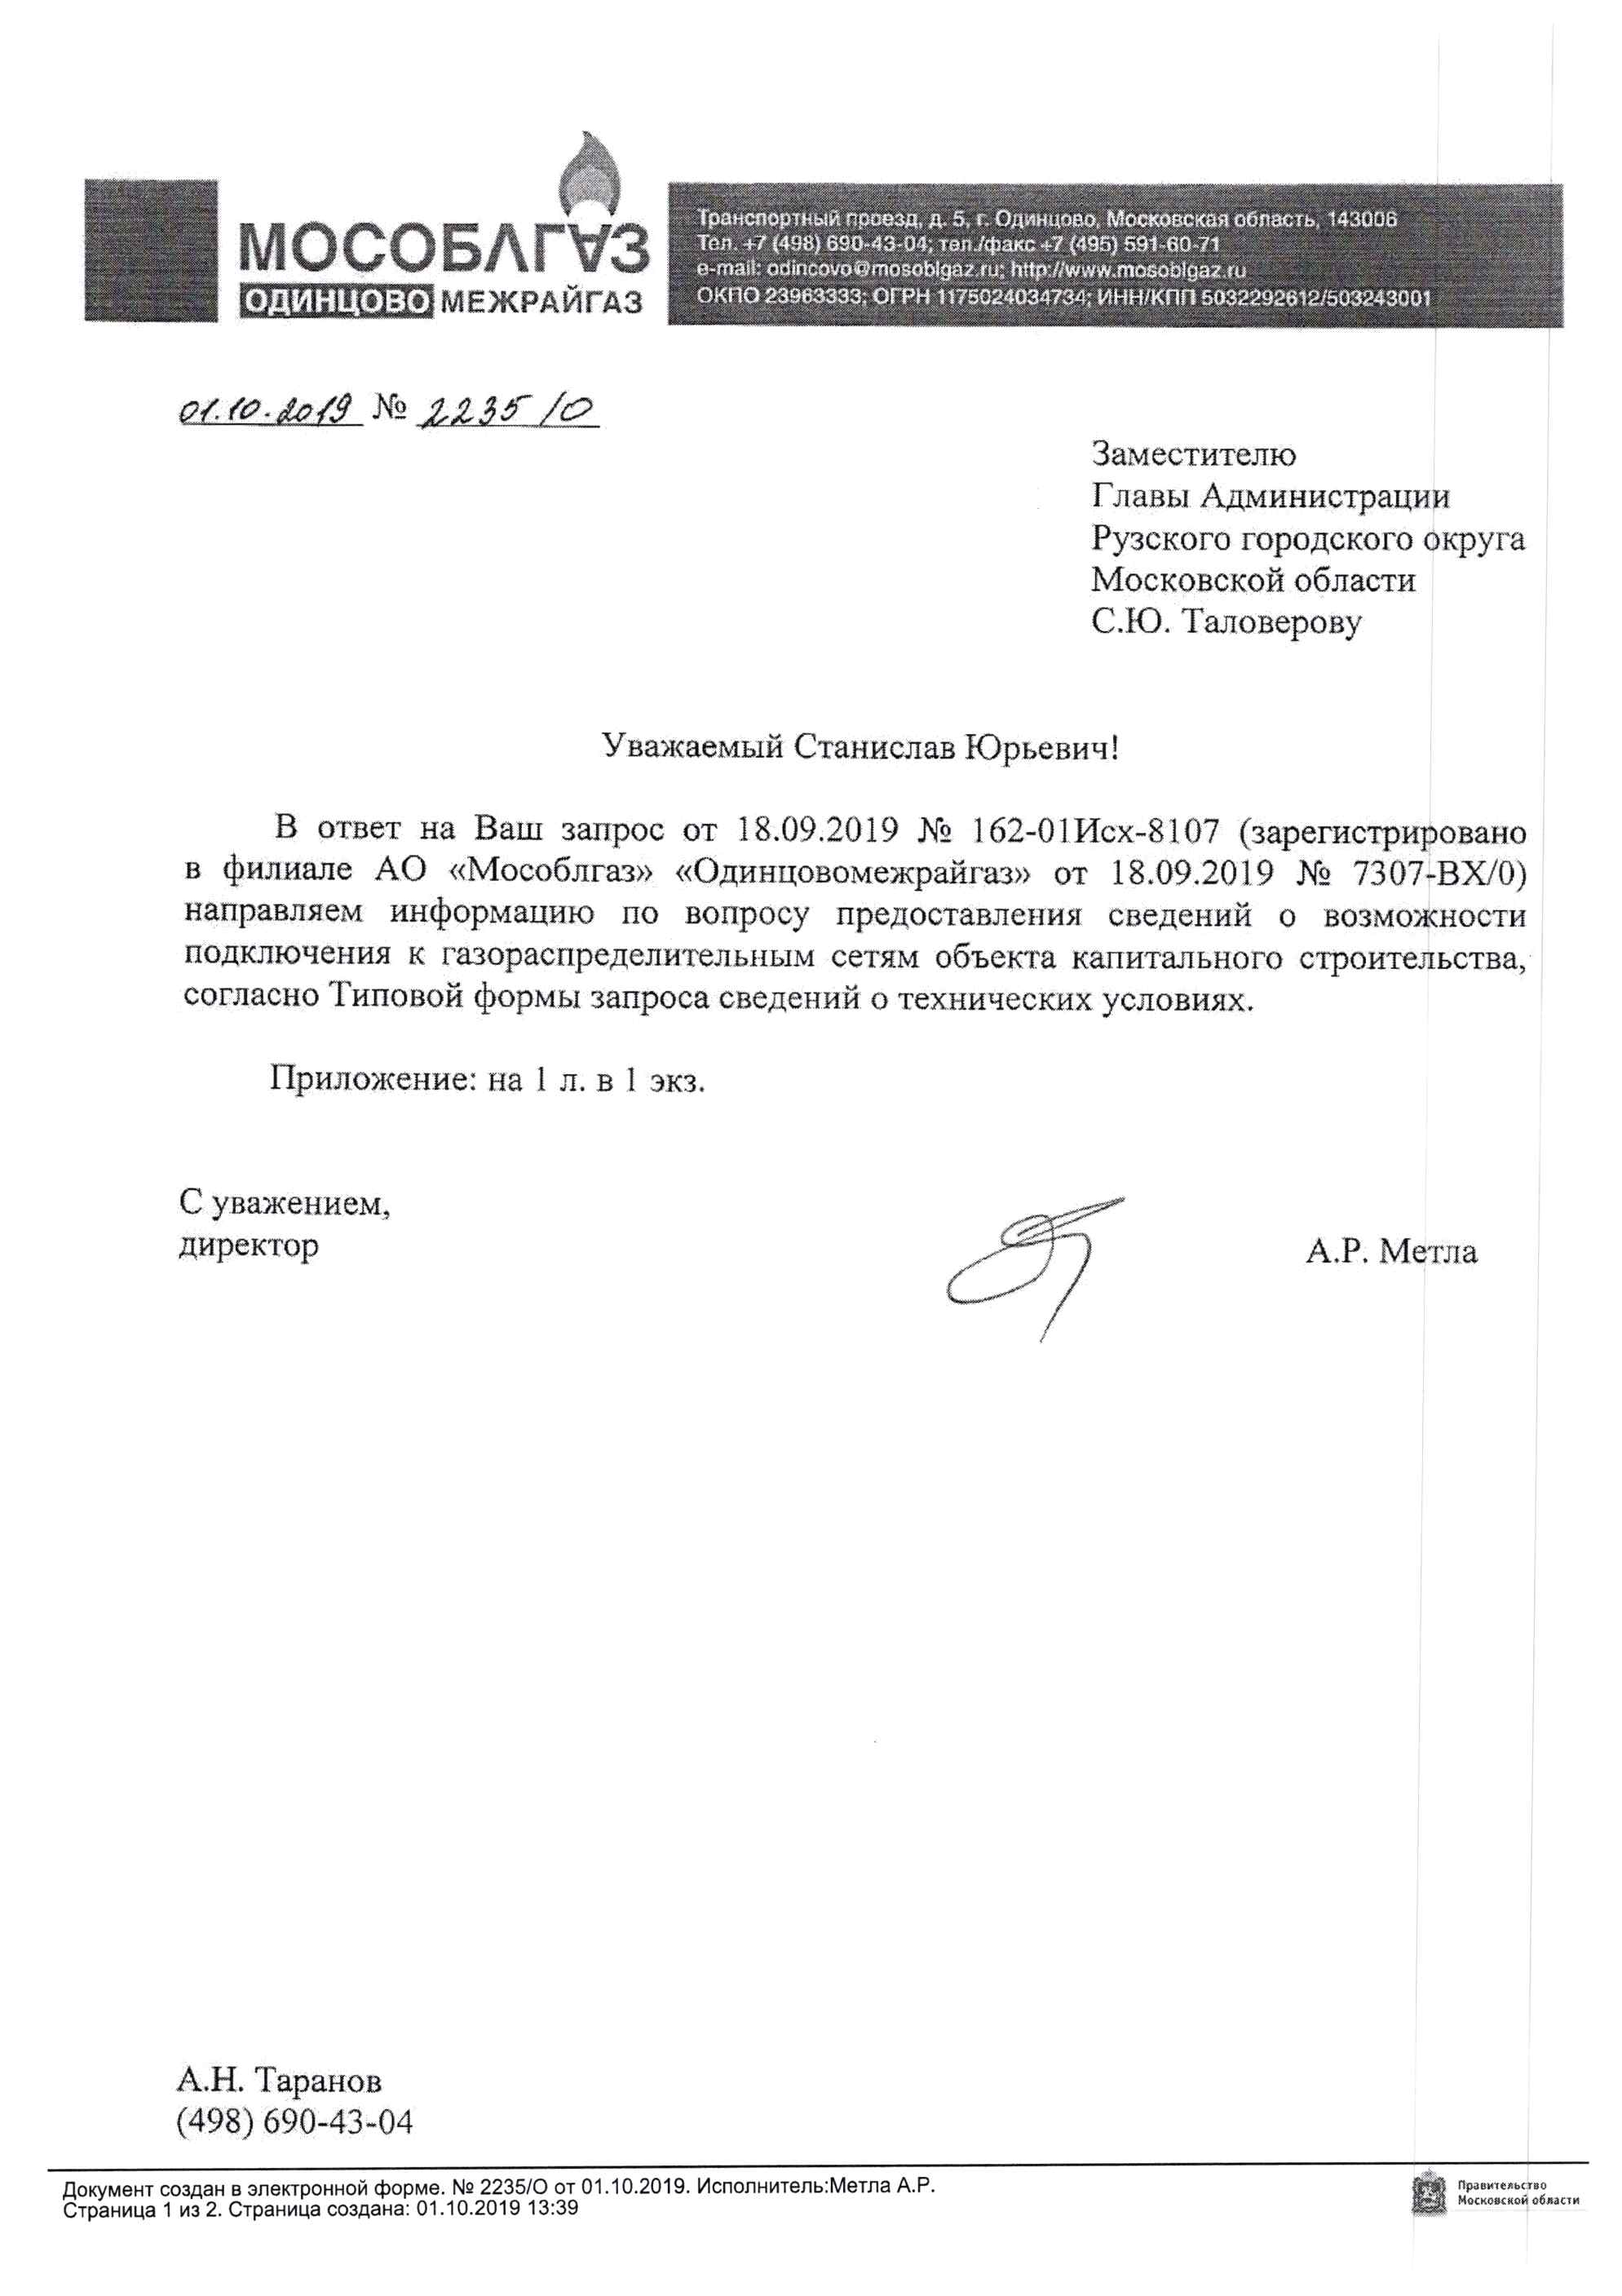 МОСОБЛГАЗ
ОДИНЦОВО МЕЖРАЙГАЗ
Транспортный проезд, д. 5, г. Одинцово, Московская область, 143006
Тел. +7 (498) 690-43-04; тел./факс +7 (495) 591-60-71
e-mail: odincovo@mosoblgaz.ru; http://www.mosoblgaz.ru
ОКПО 23963333; ОГРН 1175024034734; ИНН/КПП 5032292612/503243001
01.10.2019 № 2235/О
Заместителю
Главы Администрации
Рузского городского округа
Московской области
С.Ю. Таловерову
Уважаемый Станислав Юрьевич!
В ответ на Ваш запрос от 18.09.2019 № 162-01Исх-8107 (зарегистрировано
в филиале АО «Мособлгаз» «Одинцовомежрайгаз» от 18.09.2019 № 7307-ВХ/0)
направляем информацию по вопросу предоставления сведений о возможности
подключения к газораспределительным сетям объекта капитального строительства,
согласно Типовой формы запроса сведений о технических условиях.
Приложение: на 1 л. в 1 экз.
С уважением,
директор
А.Р. Метла
А.Н. Таранов
(498) 690-43-04
Документ создан в электронной форме. № 2235/О от 01.10.2019. Исполнитель:Метла А.Р.
Страница 1 из 2. Страница создана: 01.10.2019 13:39
Правительство
Московской области